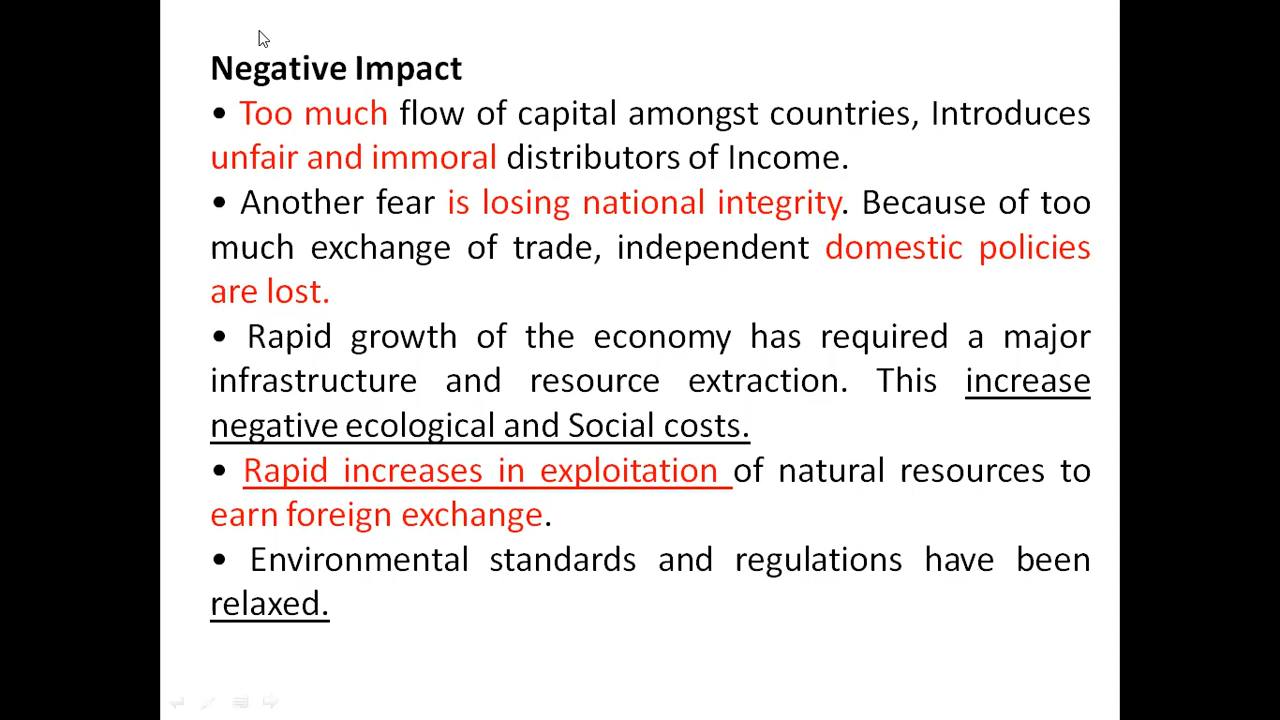 Negative Impact
• Too much flow of capital amongst countries, Introduces
unfair and immoral distributors of Income.
• Another fear is losing national integrity. Because of too
much exchange of trade, independent domestic policies
are lost.
• Rapid growth of the economy has required a major
infrastructure and resource extraction. This increase
negative ecological and Social costs.
• Rapid increases in exploitation of natural resources to
earn foreign exchange.
• Environmental standards and regulations have been
relaxed.